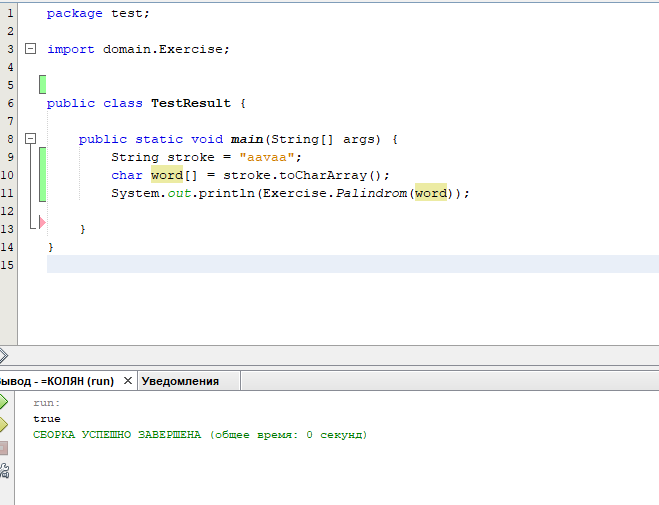 1 package test;
2
3 import domain.Exercise;
4
5
6 public class TestResult {
7
8 public static void main(String[] args) {
9 String stroke = "aavaa";
10 char word[] = stroke.toCharArray();
11 System.out.println(Exercise.Palindrom(word));
12
13 }
14 }
15
ывод - =КОЛЯН (run) × Уведомления
run:
true
СБОРКА УСПЕШНО ЗАВЕРШЕНА (общее время: 0 секунд)